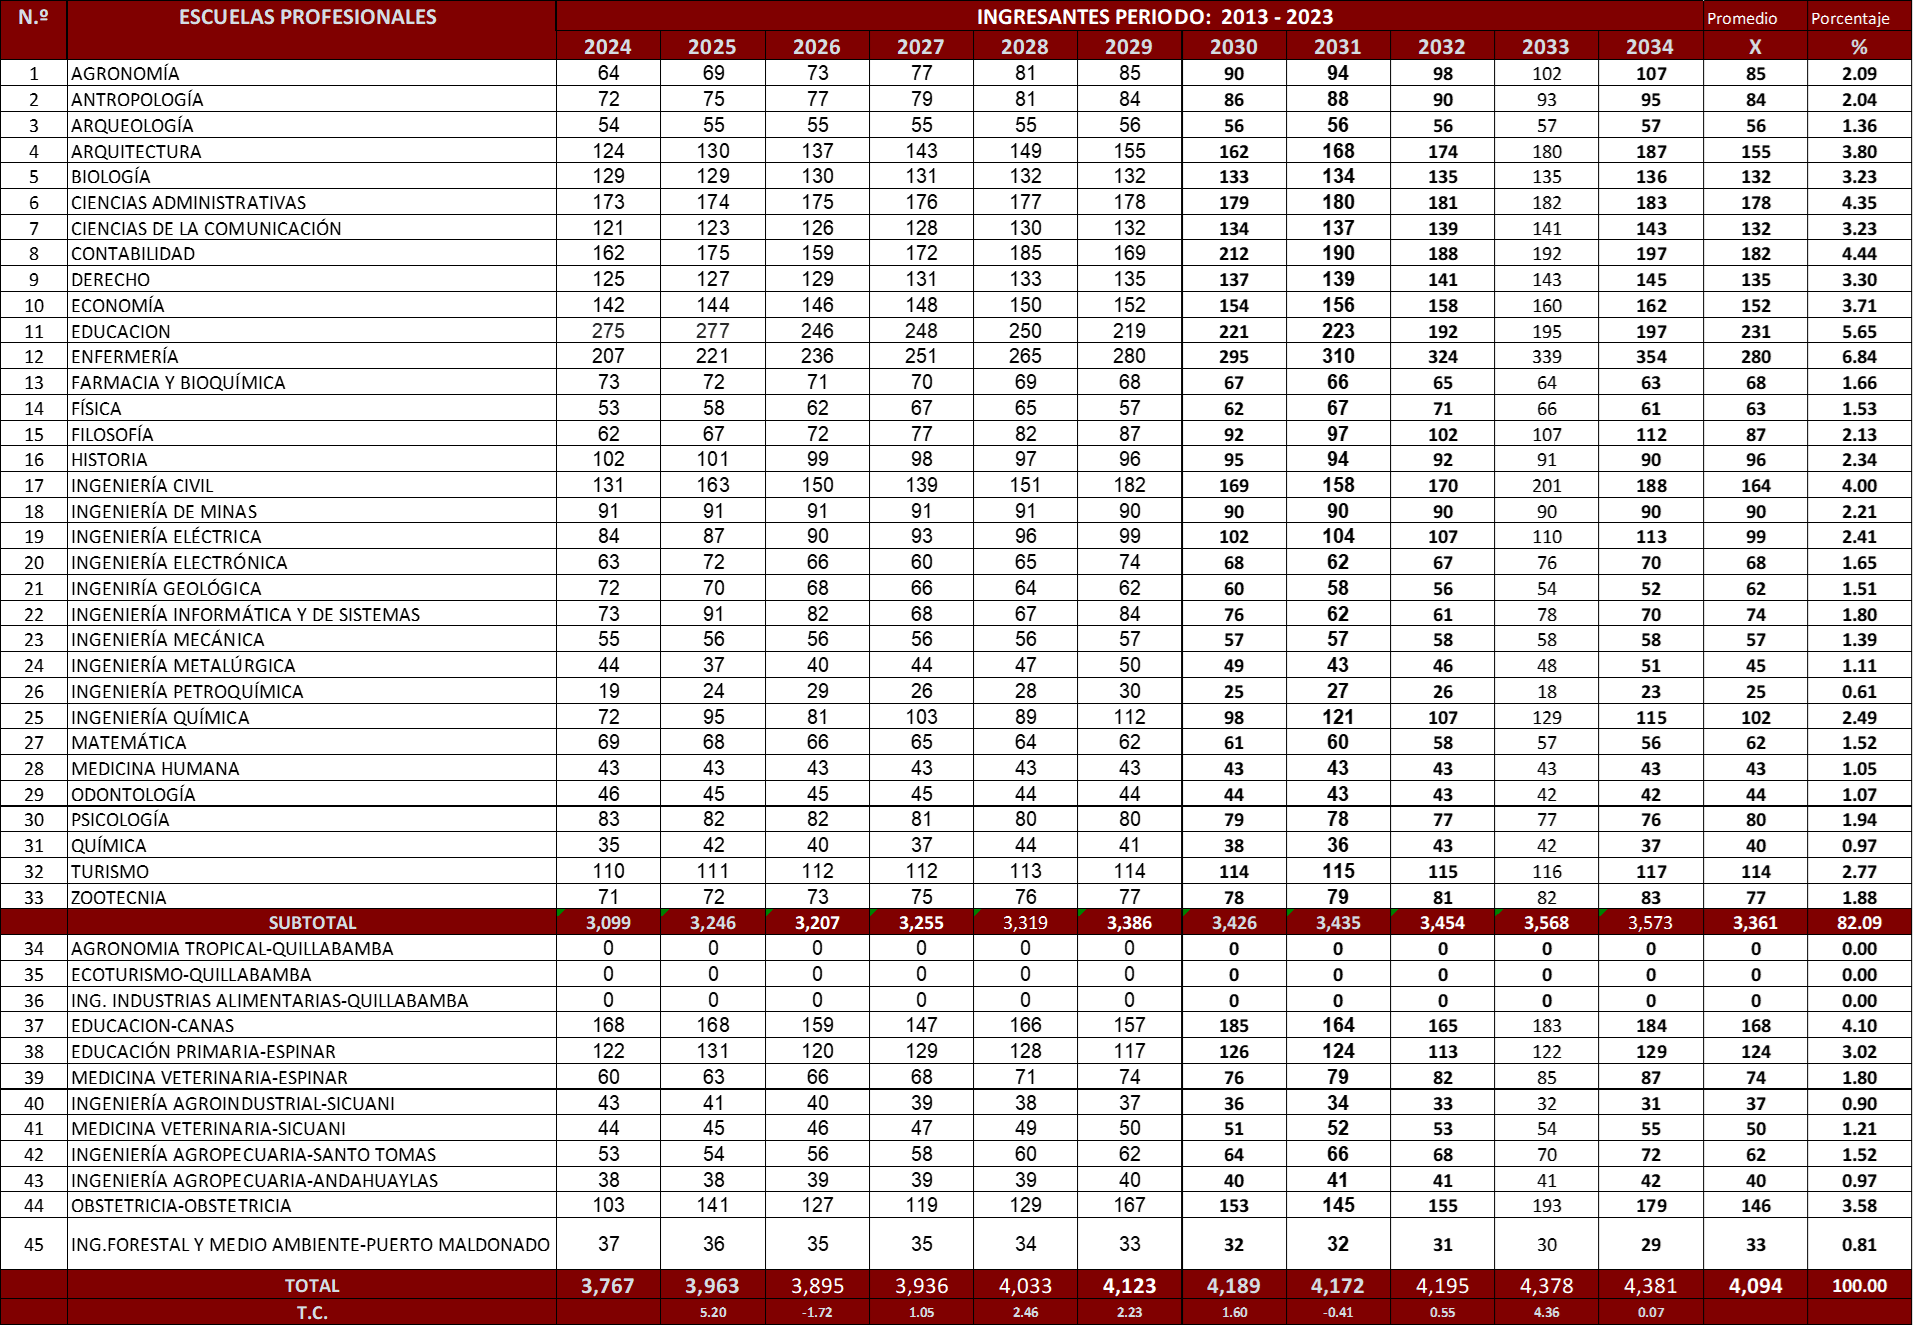 N.º ESCUELAS PROFESIONALES INGRESANTES PERIODO: 2013 - 2023 Promedio Porcentaje
2024 2025 2026 2027 2028 2029 2030 2031 2032 2033 2034 X %
1 AGRONOMÍA 64 69 73 77 81 85 90 94 98 102 107 85 2.09
2 ANTROPOLOGÍA 72 75 77 79 81 84 86 88 90 93 95 84 2.04
3 ARQUEOLOGÍA 54 55 55 55 55 56 56 56 56 57 57 56 1.36
4 ARQUITECTURA 124 130 137 143 149 155 162 168 174 180 187 155 3.80
5 BIOLOGÍA 129 129 130 131 132 132 133 134 135 135 136 132 3.23
6 CIENCIAS ADMINISTRATIVAS 173 174 175 176 177 178 179 180 181 182 183 178 4.35
7 CIENCIAS DE LA COMUNICACIÓN 121 123 126 128 130 132 134 137 139 141 143 132 3.23
8 CONTABILIDAD 162 175 159 172 185 169 212 190 188 192 197 182 4.44
9 DERECHO 125 127 129 131 133 135 137 139 141 143 145 135 3.30
10 ECONOMÍA 142 144 146 148 150 152 154 156 158 160 162 152 3.71
11 EDUCACION 275 277 246 248 250 219 221 223 192 195 197 231 5.65
12 ENFERMERÍA 207 221 236 251 265 280 295 310 324 339 354 280 6.84
13 FARMACIA Y BIOQUÍMICA 73 72 71 70 69 68 67 66 65 64 63 68 1.66
14 FÍSICA 53 58 62 67 65 57 62 67 71 66 61 63 1.53
15 FILOSOFÍA 62 67 72 77 82 87 92 97 102 107 112 87 2.13
16 HISTORIA 102 101 99 98 97 96 95 94 92 91 90 96 2.34
17 INGENIERÍA CIVIL 131 163 150 139 151 182 169 158 170 201 188 164 4.00
18 INGENIERÍA DE MINAS 91 91 91 91 91 90 90 90 90 90 90 90 2.21
19 INGENIERÍA ELÉCTRICA 84 87 90 93 96 99 102 104 107 110 113 99 2.41
20 INGENIERÍA ELECTRÓNICA 63 72 66 60 65 74 68 62 67 76 70 68 1.65
21 INGENIRÍA GEOLÓGICA 72 70 68 66 64 62 60 58 56 54 52 62 1.51
22 INGENIERÍA INFORMÁTICA Y DE SISTEMAS 73 91 82 68 67 84 76 62 61 78 70 74 1.80
23 INGENIERÍA MECÁNICA 55 56 56 56 56 57 57 57 58 58 58 57 1.39
24 INGENIERÍA METALÚRGICA 44 37 40 44 47 50 49 43 46 48 51 45 1.11
26 INGENIERÍA PETROQUÍMICA 19 24 29 26 28 30 25 27 26 18 23 25 0.61
25 INGENIERÍA QUÍMICA 72 95 81 103 89 112 98 121 107 129 115 102 2.49
27 MATEMÁTICA 69 68 66 65 64 62 61 60 58 57 56 62 1.52
28 MEDICINA HUMANA 43 43 43 43 43 43 43 43 43 43 43 43 1.05
29 ODONTOLOGÍA 46 45 45 45 44 44 44 43 43 42 42 44 1.07
30 PSICOLOGÍA 83 82 82 81 80 80 79 78 77 77 76 80 1.94
31 QUÍMICA 35 42 40 37 44 41 38 36 43 42 37 40 0.97
32 TURISMO 110 111 112 112 113 114 114 115 115 116 117 114 2.77
33 ZOOTECNIA 71 72 73 75 76 77 78 79 81 82 83 77 1.88
SUBTOTAL 3,099 3,246 3,207 3,255 3,319 3,386 3,426 3,435 3,454 3,568 3,573 3,361 82.09
34 AGRONOMIA TROPICAL-QUILLABAMBA 0 0 0 0 0 0 0 0 0 0 0 0 0.00
35 ECOTURISMO-QUILLABAMBA 0 0 0 0 0 0 0 0 0 0 0 0 0.00
36 ING. INDUSTRIAS ALIMENTARIAS-QUILLABAMBA 0 0 0 0 0 0 0 0 0 0 0 0 0.00
37 EDUCACION-CANAS 168 168 159 147 166 157 185 164 165 183 184 168 4.10
38 EDUCACIÓN PRIMARIA-ESPINAR 122 131 120 129 128 117 126 124 113 122 129 124 3.02
39 MEDICINA VETERINARIA-ESPINAR 60 63 66 68 71 74 76 79 82 85 87 74 1.80
40 INGENIERÍA AGROINDUSTRIAL-SICUANI 43 41 40 39 38 37 36 34 33 32 31 37 0.90
41 MEDICINA VETERINARIA-SICUANI 44 45 46 47 49 50 51 52 53 54 55 50 1.21
42 INGENIERÍA AGROPECUARIA-SANTO TOMAS 53 54 56 58 60 62 64 66 68 70 72 62 1.52
43 INGENIERÍA AGROPECUARIA-ANDAHUAYLAS 38 38 39 39 39 40 40 41 41 41 42 40 0.97
44 OBSTETRICIA-OBSTETRICIA 103 141 127 119 129 167 153 145 155 193 179 146 3.58
45 ING.FORESTAL Y MEDIO AMBIENTE-PUERTO MALDONADO 37 36 35 35 34 33 32 32 31 30 29 33 0.81
TOTAL 3,767 3,963 3,895 3,936 4,033 4,123 4,189 4,172 4,195 4,378 4,381 4,094 100.00
T.C. 5.20 -1.72 1.05 2.46 2.23 1.60 -0.41 0.55 4.36 0.07